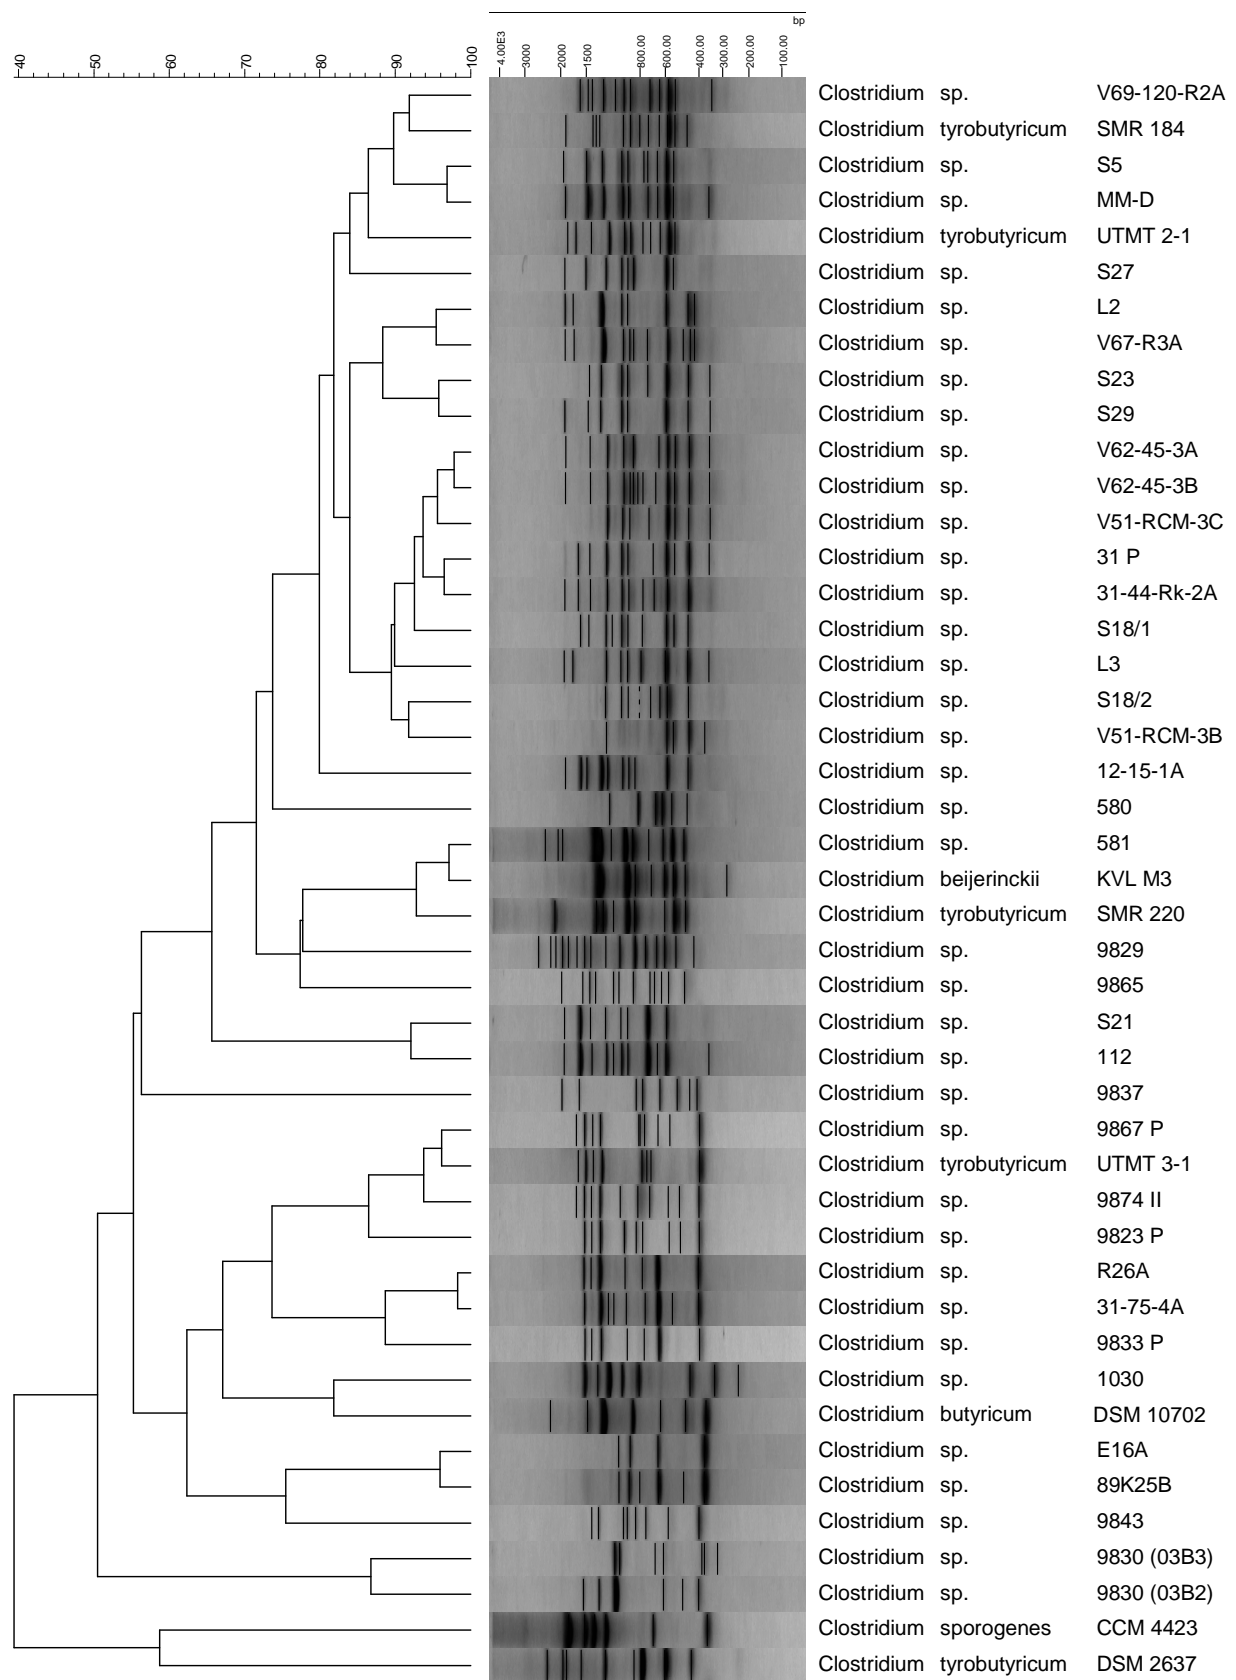 bp
40 50 60 70 80 90 100 4.00E3 3000 2000 1500 800.00 600.00 400.00 300.00 200.00 100.00
Clostridium sp. V69-120-R2A
Clostridium tyrobutyricum SMR 184
Clostridium sp. S5
Clostridium sp. MM-D
Clostridium tyrobutyricum UTMT 2-1
Clostridium sp. S27
Clostridium sp. L2
Clostridium sp. V67-R3A
Clostridium sp. S23
Clostridium sp. S29
Clostridium sp. V62-45-3A
Clostridium sp. V62-45-3B
Clostridium sp. V51-RCM-3C
Clostridium sp. 31 P
Clostridium sp. 31-44-Rk-2A
Clostridium sp. S18/1
Clostridium sp. L3
Clostridium sp. S18/2
Clostridium sp. V51-RCM-3B
Clostridium sp. 12-15-1A
Clostridium sp. 580
Clostridium sp. 581
Clostridium beijerinckii KVL M3
Clostridium tyrobutyricum SMR 220
Clostridium sp. 9829
Clostridium sp. 9865
Clostridium sp. S21
Clostridium sp. 112
Clostridium sp. 9837
Clostridium sp. 9867 P
Clostridium tyrobutyricum UTMT 3-1
Clostridium sp. 9874 II
Clostridium sp. 9823 P
Clostridium sp. R26A
Clostridium sp. 31-75-4A
Clostridium sp. 9833 P
Clostridium sp. 1030
Clostridium butyricum DSM 10702
Clostridium sp. E16A
Clostridium sp. 89K25B
Clostridium sp. 9843
Clostridium sp. 9830 (03B3)
Clostridium sp. 9830 (03B2)
Clostridium sporogenes CCM 4423
Clostridium tyrobutyricum DSM 2637